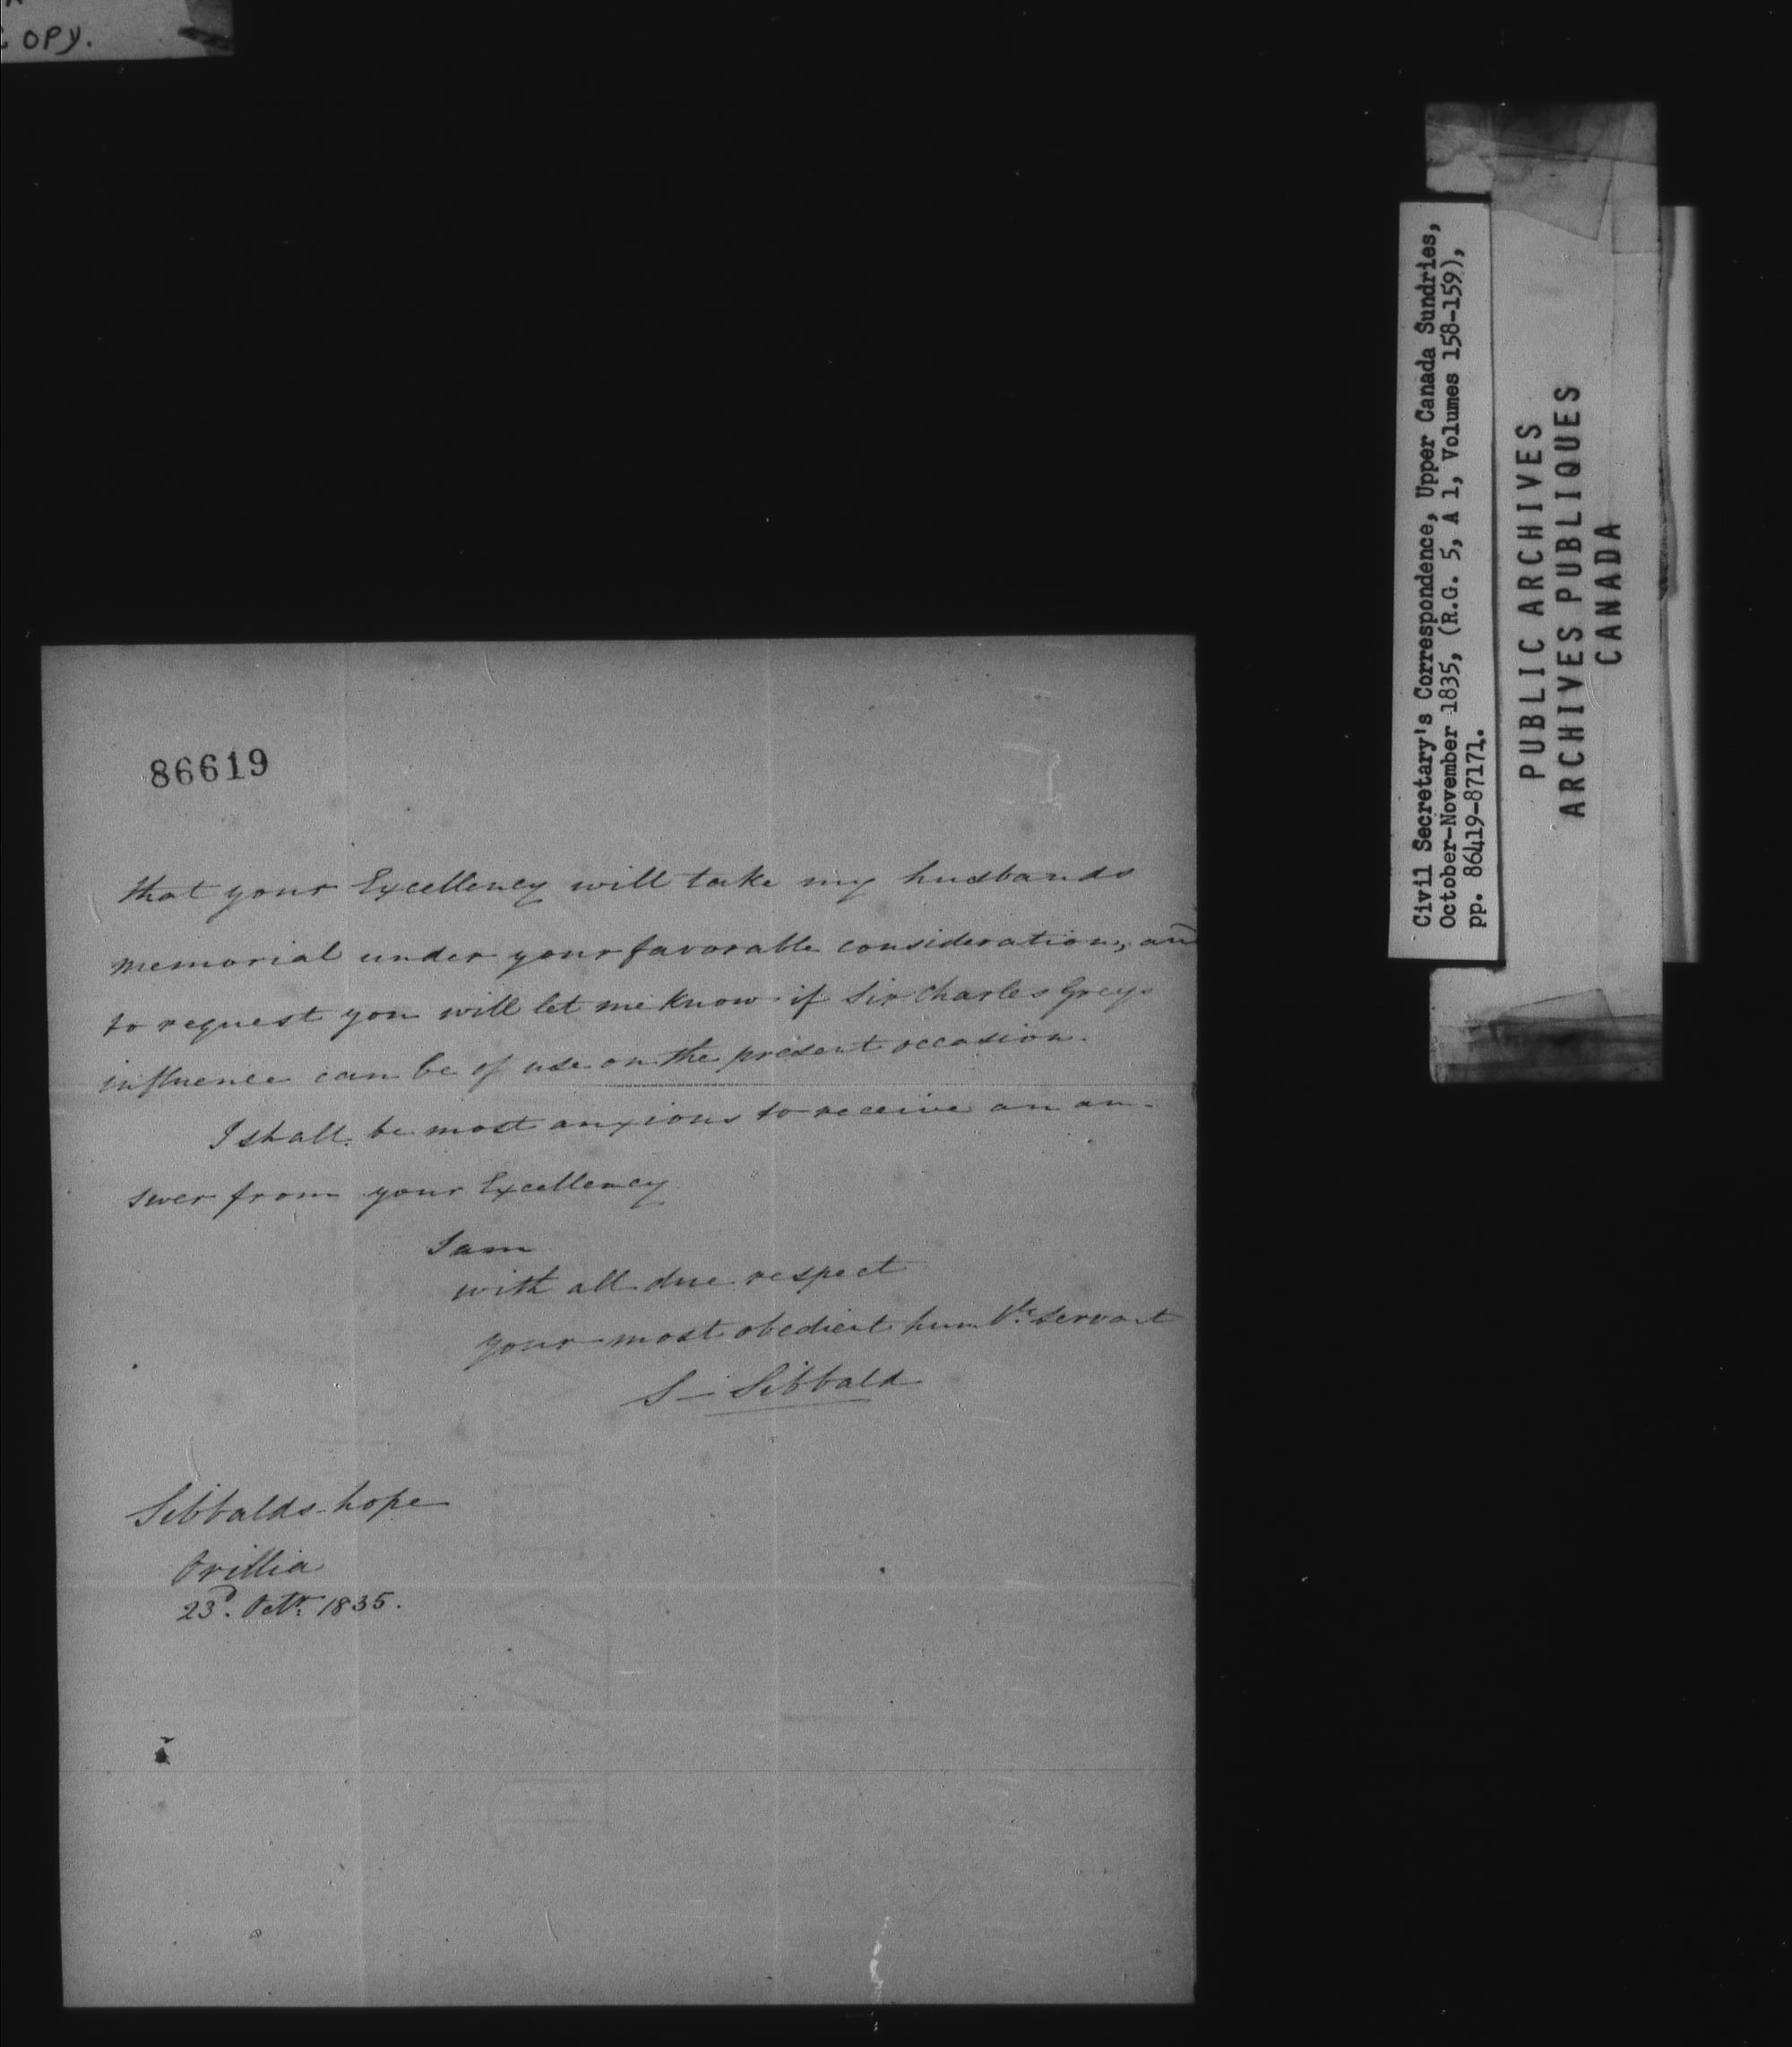 OPY.
86619
that your Excellency will take my husbands
memorial under your favorable consideration, and
to request you will let me know if Sir Charles Greys
influence can be of use on the present occasion.
I shall be most anxious to receive an an-
swer from your Excellency
I am
with all due respect
your most obedient humble. servant
S- Sibbald
Sibbalds-hope
Orillia
23d. Octr. 1835.
Civil Secretary's Correspondence, Upper Canada Sundries,
October-November 1835, (R.G. 5, A 1, Volumes 158-159),
pp. 86419-87171.
PUBLIC ARCHIVES
ARCHIVES PUBLIQUES
CANADA